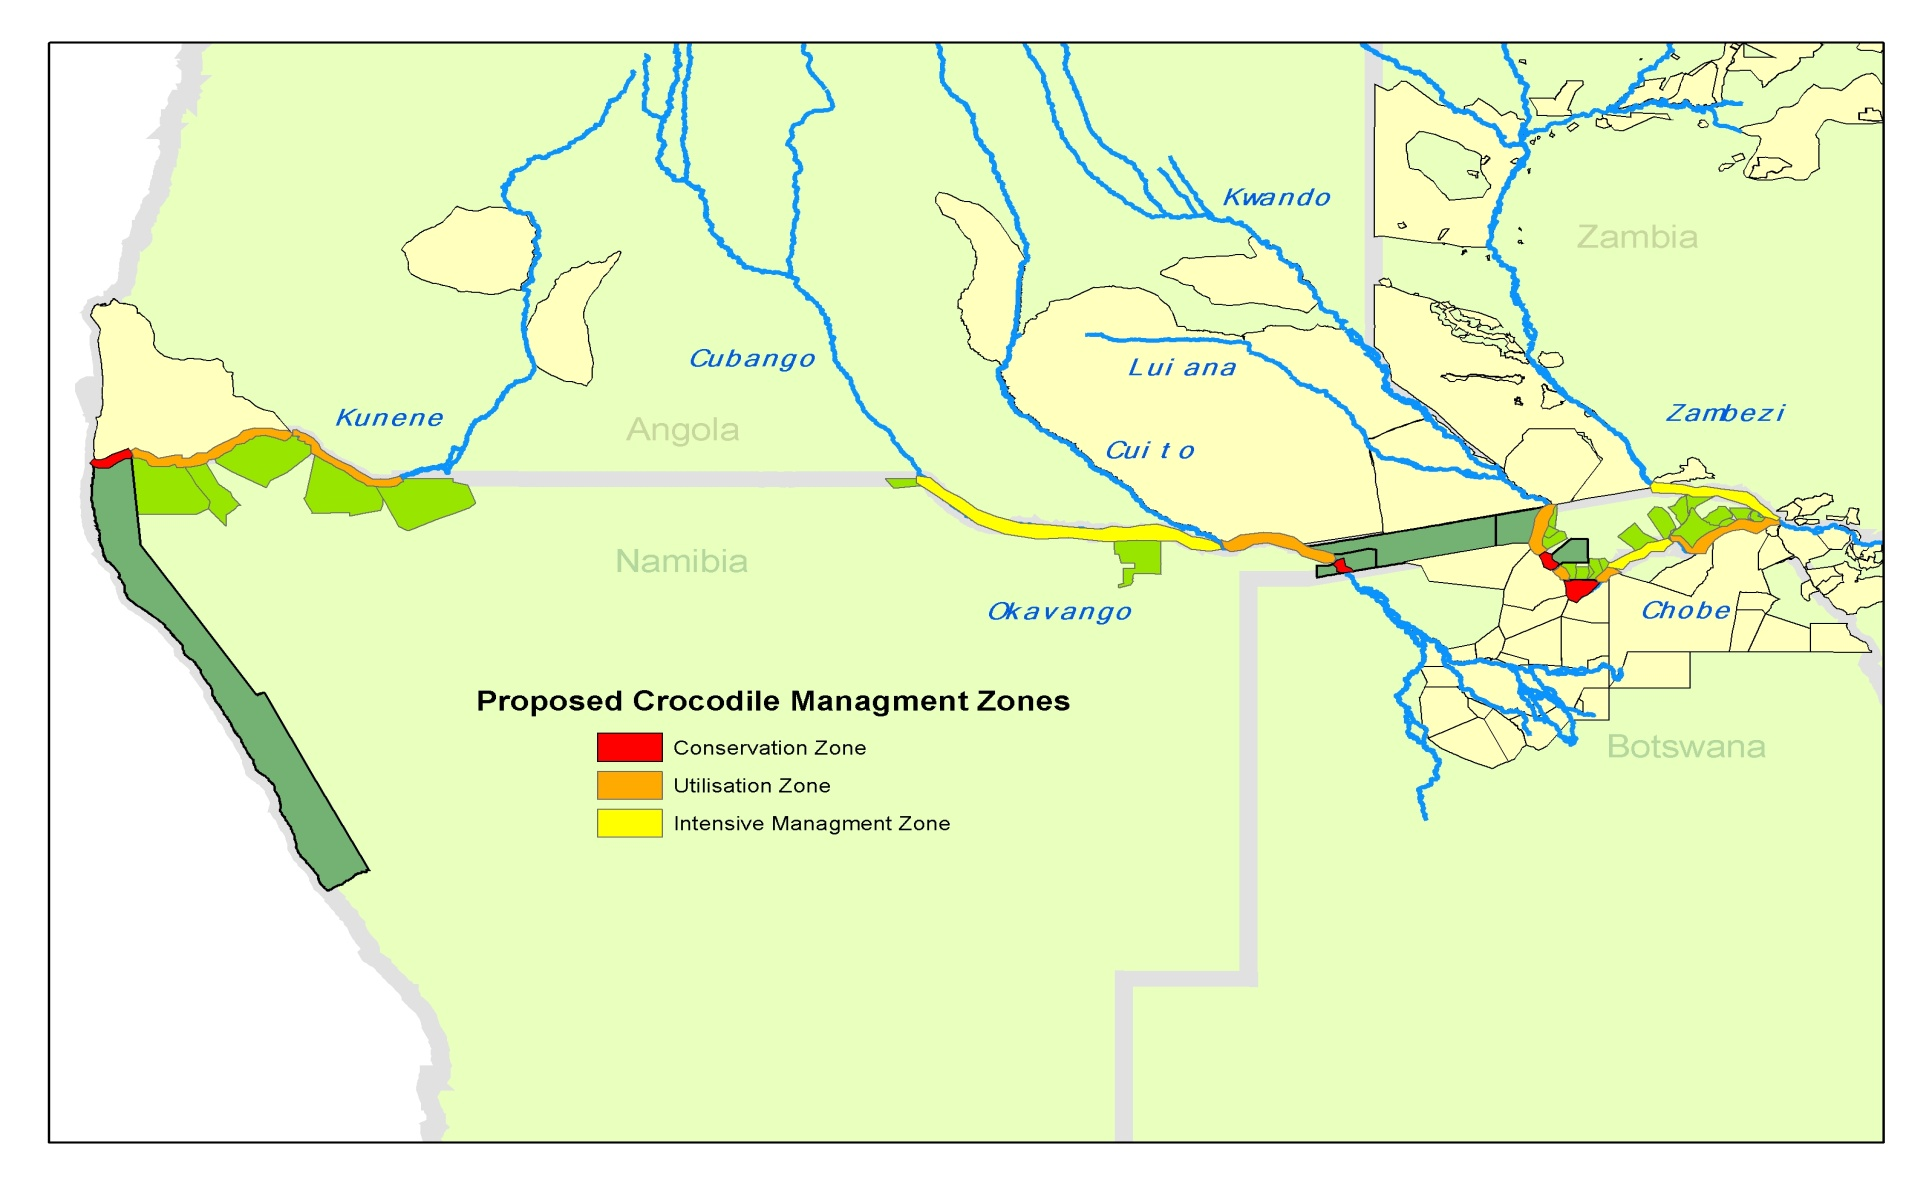 Kwando
Zambia
Cubango
Luiana
Kunene
Angola
Zambezi
Cuito
Namibia
Okavango
Chobe
Proposed Crocodile Managment Zones
Conservation Zone
Utilisation Zone
Intensive Managment Zone
Botswana